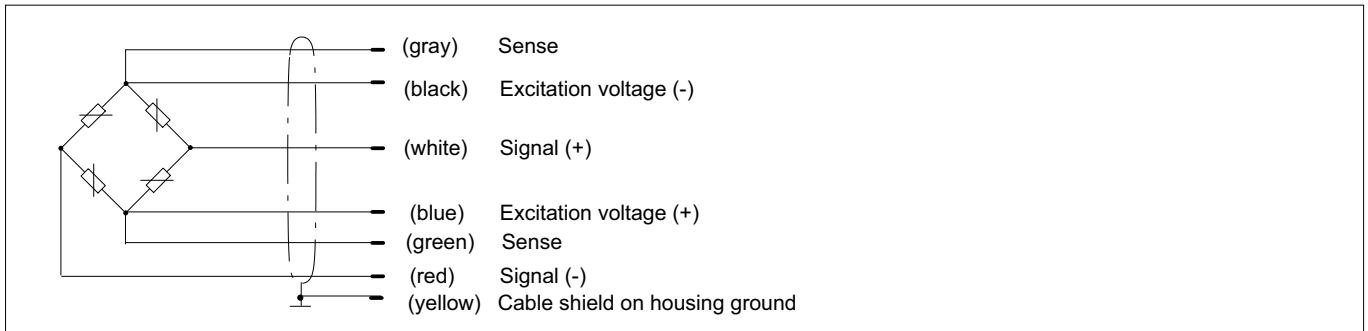 (gray) Sense
(black) Excitation voltage (-)
(white) Signal (+)
(blue) Excitation voltage (+)
(green) Sense
(red) Signal (-)
(yellow) Cable shield on housing ground